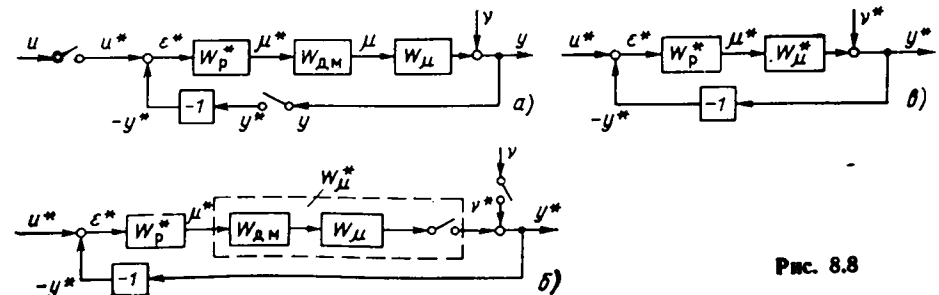 u u* ε* W*р μ* Wдм μ Wμ ν y
-y* -1 y* y а)
u* ε* W*р μ* W*μ ν* y*
-y* -1 в)
W*μ
u* ε* W*р μ* Wдм Wμ ν* ν y*
-y* -1 б)
Рис. 8.8